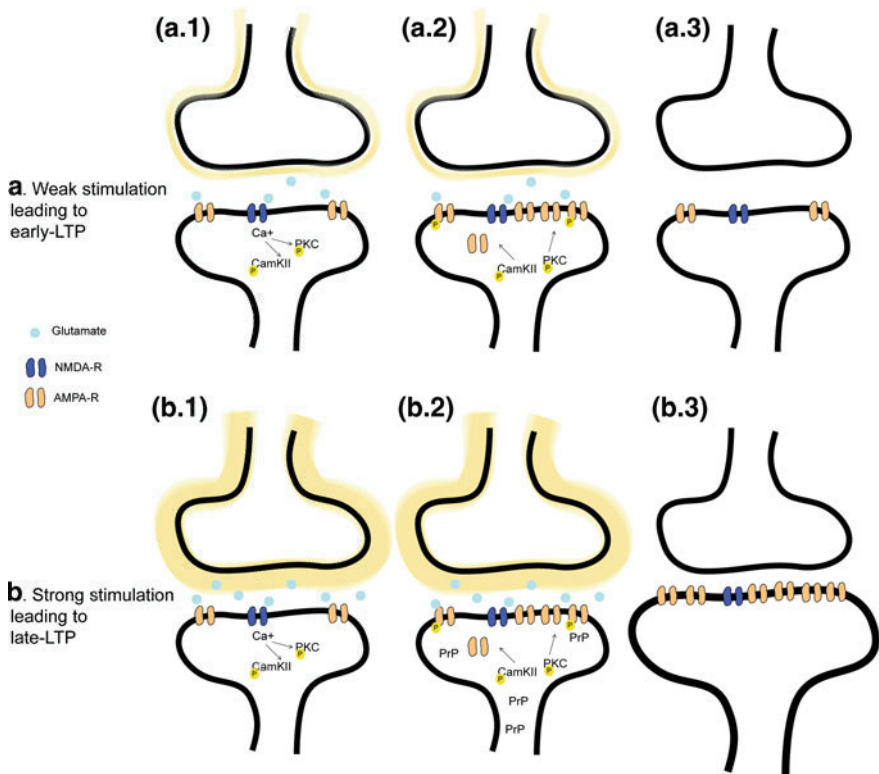 (a.1)
(a.2)
(a.3)
a. Weak stimulation
leading to
early-LTP
Ca+
PKC
P
CamKII
P
P
P
CamKII
P
PKC
P
Glutamate
NMDA-R
AMPA-R
(b.1)
(b.2)
(b.3)
b. Strong stimulation
leading to
late-LTP
Ca+
PKC
P
CamKII
P
P
P
PrP
PrP
CamKII
P
PKC
P
PrP
PrP